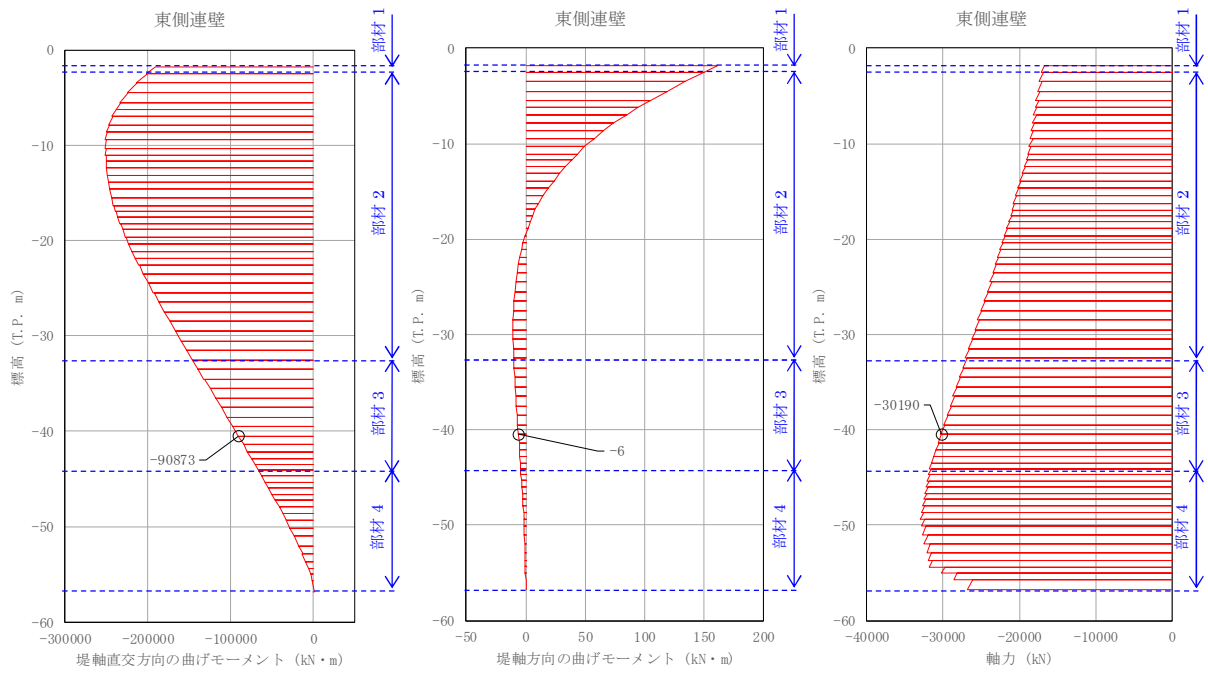 東側連壁
0
-10
-20
-30
-40
-50
-60
標高 (T.P. m)
-300000 -200000 -100000 0
堤軸直交方向の曲げモーメント (kN・m)
-90873
部材 1
部材 2
部材 3
部材 4
東側連壁
0
-10
-20
-30
-40
-50
-60
標高 (T.P. m)
-50 0 50 100 150 200
堤軸方向の曲げモーメント (kN・m)
-6
部材 1
部材 2
部材 3
部材 4
東側連壁
0
-10
-20
-30
-40
-50
-60
標高 (T.P. m)
-40000 -30000 -20000 -10000 0
軸力 (kN)
-30190
部材 1
部材 2
部材 3
部材 4